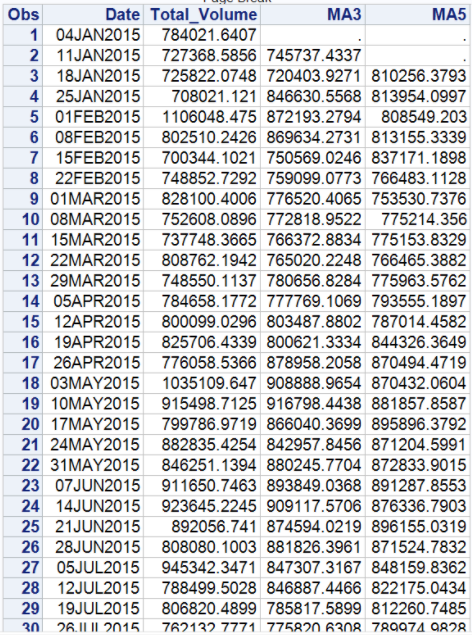 Page Break
Obs Date Total_Volume MA3 MA5
1 04JAN2015 784021.6407 . .
2 11JAN2015 727368.5856 745737.4337 .
3 18JAN2015 725822.0748 720403.9271 810256.3793
4 25JAN2015 708021.121 846630.5568 813954.0997
5 01FEB2015 1106048.475 872193.2794 808549.203
6 08FEB2015 802510.2426 869634.2731 813155.3339
7 15FEB2015 700344.1021 750569.0246 837171.1898
8 22FEB2015 748852.7292 759099.0773 766483.1128
9 01MAR2015 828100.4006 776520.4065 753530.7376
10 08MAR2015 752608.0896 772818.9522 775214.356
11 15MAR2015 737748.3665 766372.8834 775153.8329
12 22MAR2015 808762.1942 765020.2248 766465.3882
13 29MAR2015 748550.1137 780656.8284 775963.5762
14 05APR2015 784658.1772 777769.1069 793555.1897
15 12APR2015 800099.0296 803487.8802 787014.4582
16 19APR2015 825706.4339 800621.3334 844326.3649
17 26APR2015 776058.5366 878958.2058 870494.4719
18 03MAY2015 1035109.647 908888.9654 870432.0604
19 10MAY2015 915498.7125 916798.4438 881857.8587
20 17MAY2015 799786.9719 866040.3699 895896.3792
21 24MAY2015 882835.4254 842957.8456 871204.5991
22 31MAY2015 846251.1394 880245.7704 872833.9015
23 07JUN2015 911650.7463 893849.0368 891287.8553
24 14JUN2015 923645.2245 909117.5706 876336.7903
25 21JUN2015 892056.741 874594.0219 896155.0319
26 28JUN2015 808080.1003 881826.3961 871524.7832
27 05JUL2015 945342.3471 847307.3167 848159.8362
28 12JUL2015 788499.5028 846887.4466 822175.0434
29 19JUL2015 806820.4899 785817.5899 812260.7485
30 26JUL2015 762132.7771 775820.6308 789974.9828